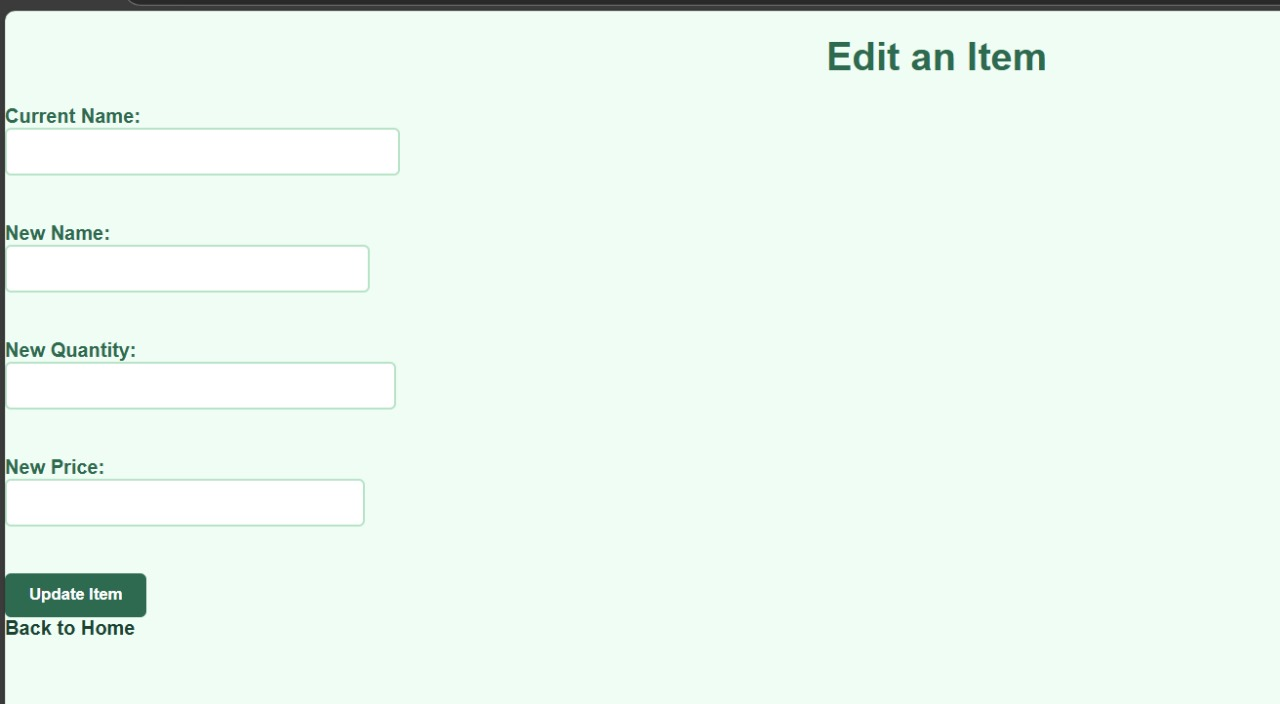 Edit an Item
Current Name:
New Name:
New Quantity:
New Price:
Update Item
Back to Home